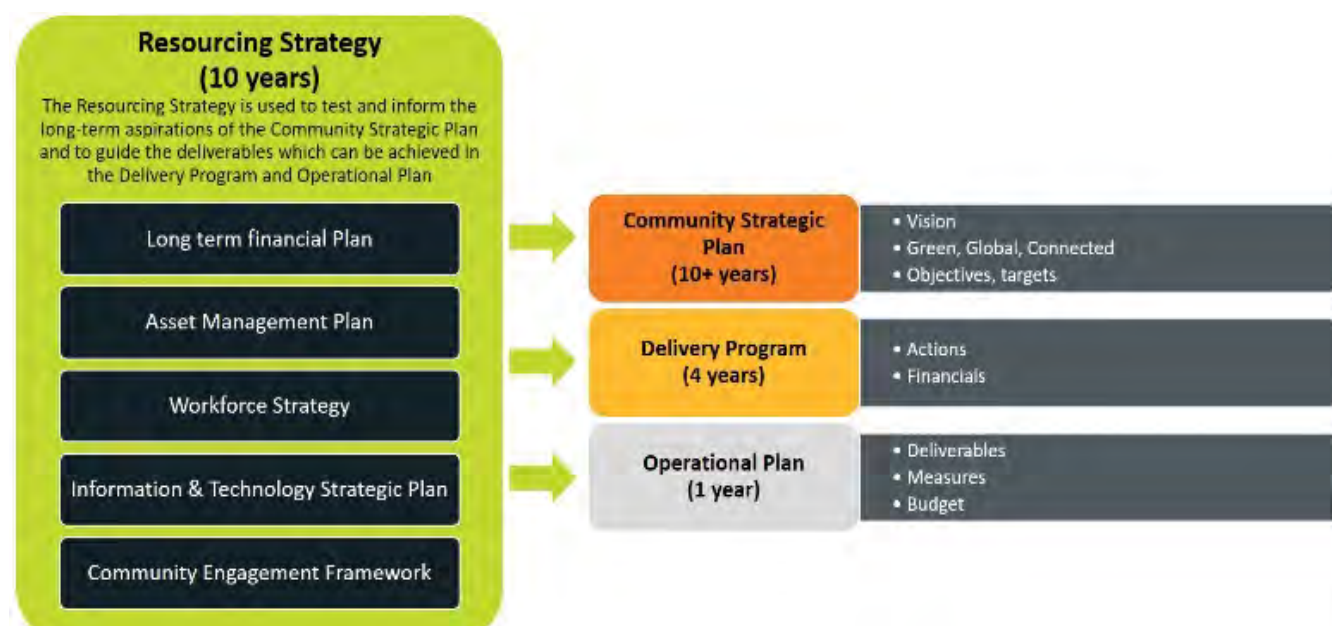 Resourcing Strategy
(10 years)
The Resourcing Strategy is used to test and inform the
long-term aspirations of the Community Strategic Plan
and to guide the deliverables which can be achieved in
the Delivery Program and Operational Plan
Long term financial Plan
Asset Management Plan
Workforce Strategy
Information & Technology Strategic Plan
Community Engagement Framework
Community Strategic
Plan
(10+ years)
• Vision
• Green, Global, Connected
• Objectives, targets
Delivery Program
(4 years)
• Actions
• Financials
Operational Plan
(1 year)
• Deliverables
• Measures
• Budget